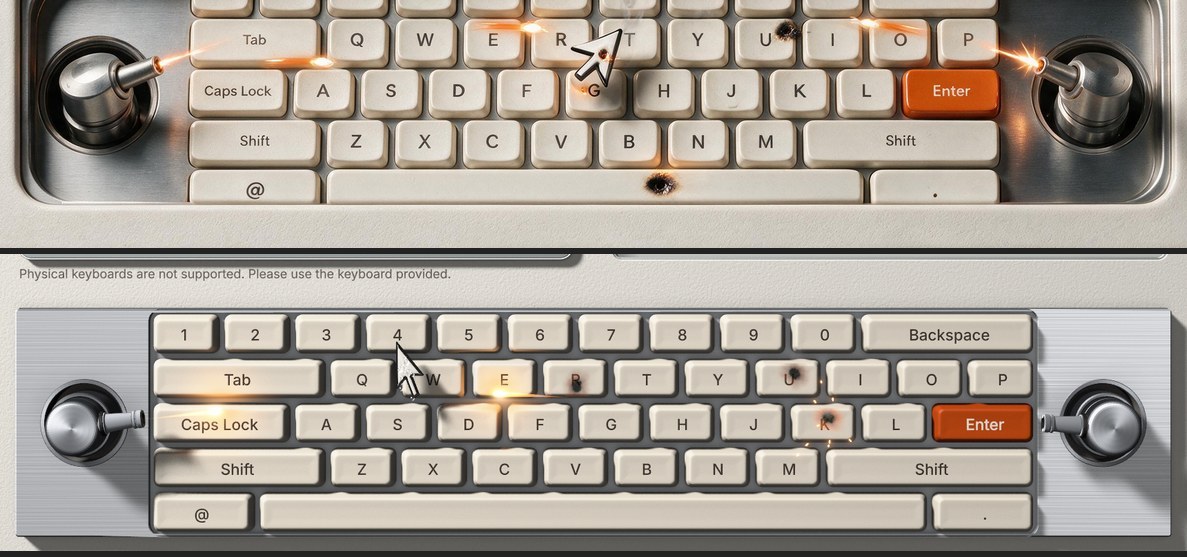 Tab Q W E R T Y U I O P
Caps Lock A S D F G H J K L Enter
Shift Z X C V B N M Shift
@ .
Physical keyboards are not supported. Please use the keyboard provided.
1 2 3 4 5 6 7 8 9 0 Backspace
Tab Q W E R T Y U I O P
Caps Lock A S D F G H J K L Enter
Shift Z X C V B N M Shift
@ .